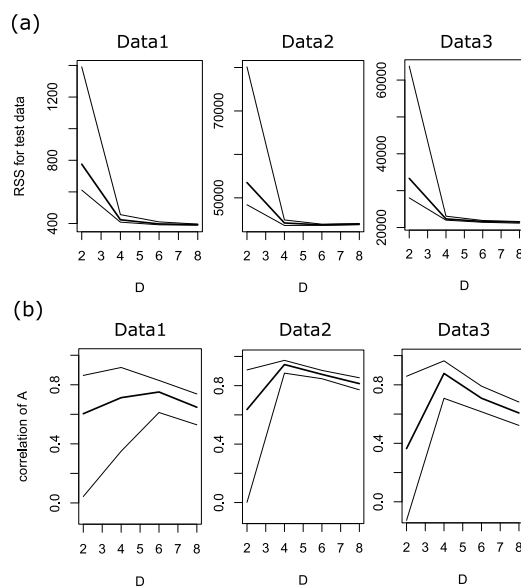 (a)
Data1 Data2 Data3
RSS for test data
400 800 1200
50000 80000
20000 40000 60000
2 3 4 5 6 7 8 2 3 4 5 6 7 8 2 3 4 5 6 7 8
D D D
(b)
Data1 Data2 Data3
correlation of A
0.0 0.4 0.8
0.0 0.4 0.8
0.0 0.4 0.8
2 3 4 5 6 7 8 2 3 4 5 6 7 8 2 3 4 5 6 7 8
D D D